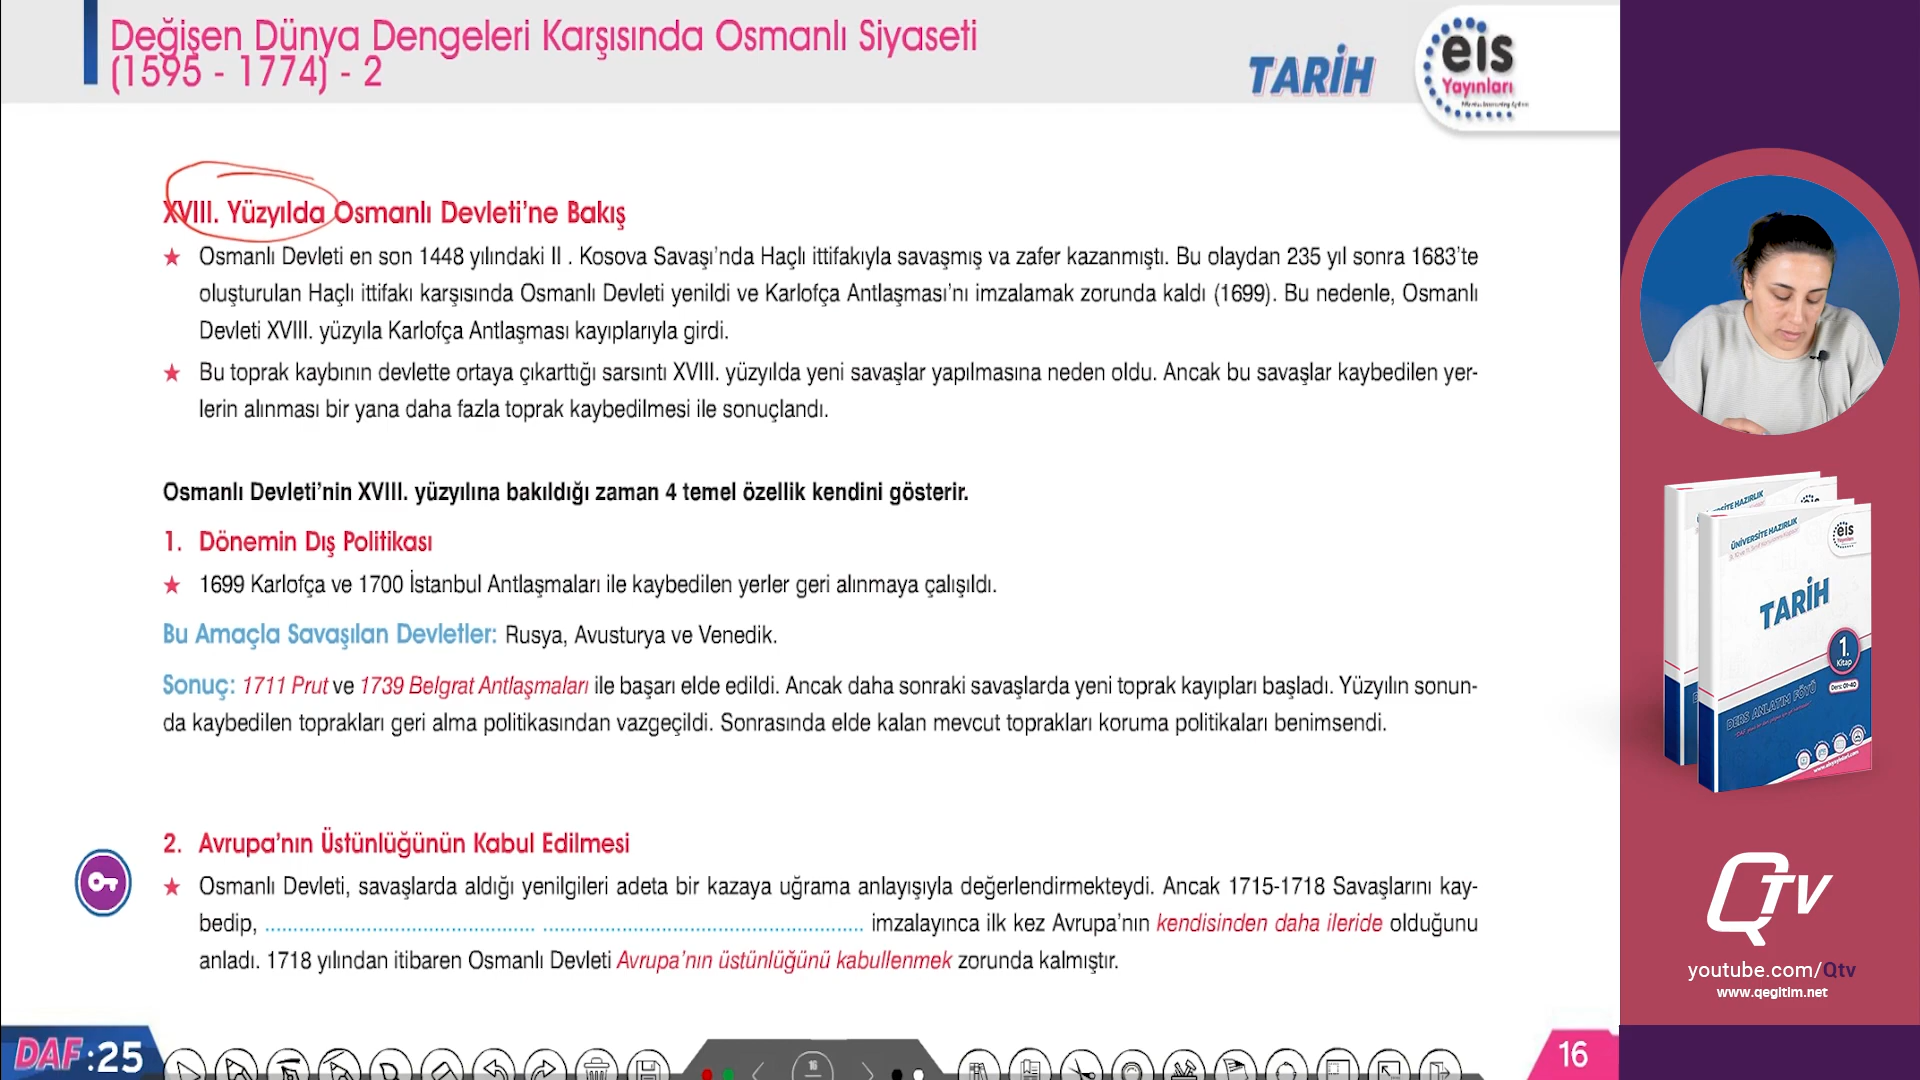 Değişen Dünya Dengeleri Karşısında Osmanlı Siyaseti
(1595 - 1774) - 2
TARİH
eis
Yayınları
XVIII. Yüzyılda Osmanlı Devleti’ne Bakış
★ Osmanlı Devleti en son 1448 yılındaki II . Kosova Savaşı’nda Haçlı ittifakıyla savaşmış va zafer kazanmıştı. Bu olaydan 235 yıl sonra 1683’te
oluşturulan Haçlı ittifakı karşısında Osmanlı Devleti yenildi ve Karlofça Antlaşması’nı imzalamak zorunda kaldı (1699). Bu nedenle, Osmanlı
Devleti XVIII. yüzyıla Karlofça Antlaşması kayıplarıyla girdi.
★ Bu toprak kaybının devlette ortaya çıkarttığı sarsıntı XVIII. yüzyılda yeni savaşlar yapılmasına neden oldu. Ancak bu savaşlar kaybedilen yer-
lerin alınması bir yana daha fazla toprak kaybedilmesi ile sonuçlandı.
Osmanlı Devleti’nin XVIII. yüzyılına bakıldığı zaman 4 temel özellik kendini gösterir.
1. Dönemin Dış Politikası
★ 1699 Karlofça ve 1700 İstanbul Antlaşmaları ile kaybedilen yerler geri alınmaya çalışıldı.
Bu Amaçla Savaşılan Devletler: Rusya, Avusturya ve Venedik.
Sonuç: 1711 Prut ve 1739 Belgrat Antlaşmaları ile başarı elde edildi. Ancak daha sonraki savaşlarda yeni toprak kayıpları başladı. Yüzyılın sonun-
da kaybedilen toprakları geri alma politikasından vazgeçildi. Sonrasında elde kalan mevcut toprakları koruma politikaları benimsendi.
2. Avrupa’nın Üstünlüğünün Kabul Edilmesi
★ Osmanlı Devleti, savaşlarda aldığı yenilgileri adeta bir kazaya uğrama anlayışıyla değerlendirmekteydi. Ancak 1715-1718 Savaşlarını kay-
bedip, ........................................ ........................................ imzalayınca ilk kez Avrupa’nın kendisinden daha ileride olduğunu
anladı. 1718 yılından itibaren Osmanlı Devleti Avrupa’nın üstünlüğünü kabullenmek zorunda kalmıştır.
DAF :25
16
16
ÜNİVERSİTE HAZIRLIK
eis
TARİH
1.
Kitap
Ders: 01-40
DERS ANLATIM FÖYÜ
QTV
youtube.com/Qtv
www.qegitim.net